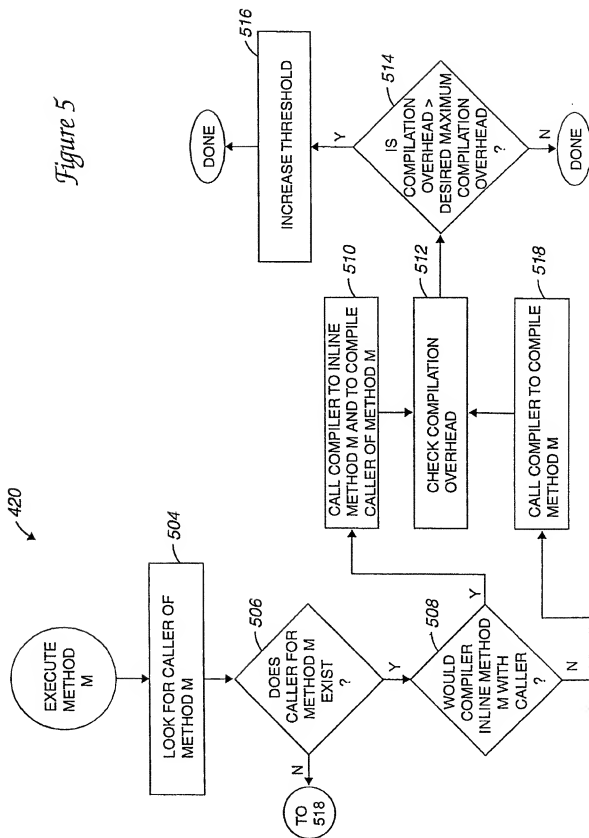 Figure 5
420
EXECUTE
METHOD
M
504
LOOK FOR CALLER OF
METHOD M
506
DOES
CALLER FOR
METHOD M
EXIST
?
N
TO
518
Y
508
WOULD
COMPILER
INLINE METHOD
M WITH
CALLER
?
Y
N
510
CALL COMPILER TO INLINE
METHOD M AND TO COMPILE
CALLER OF METHOD M
512
CHECK COMPILATION
OVERHEAD
518
CALL COMPILER TO COMPILE
METHOD M
514
IS
COMPILATION
OVERHEAD >
DESIRED MAXIMUM
COMPILATION
OVERHEAD
?
Y
N
516
INCREASE THRESHOLD
DONE
DONE